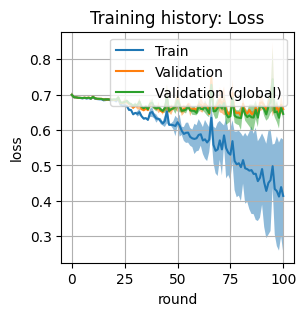 Training history: Loss
Train
Validation
Validation (global)
loss
0.8
0.7
0.6
0.5
0.4
0.3
0
25
50
75
100
round